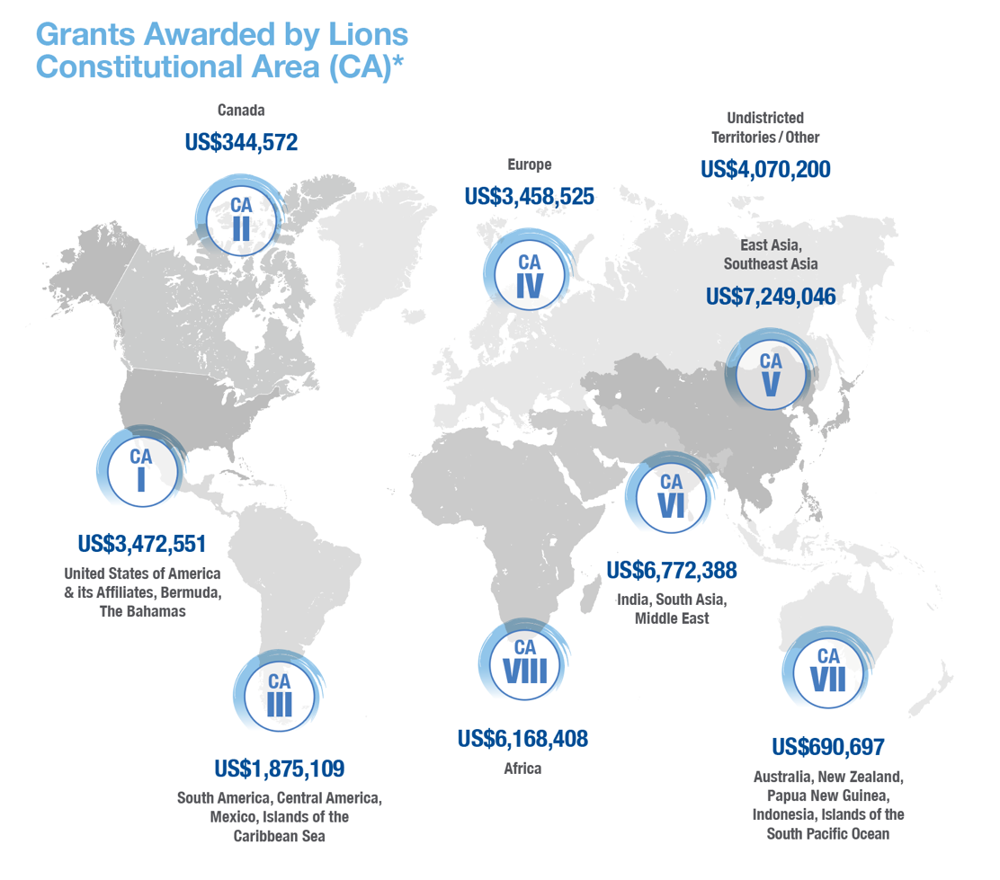 Grants Awarded by Lions
Constitutional Area (CA)*
Canada
US$344,572
CA
II
Undistricted
Territories / Other
US$4,070,200
Europe
US$3,458,525
CA
IV
East Asia,
Southeast Asia
US$7,249,046
CA
V
CA
I
US$3,472,551
United States of America
& its Affiliates, Bermuda,
The Bahamas
CA
VI
US$6,772,388
India, South Asia,
Middle East
CA
III
US$1,875,109
South America, Central America,
Mexico, Islands of the
Caribbean Sea
CA
VIII
US$6,168,408
Africa
CA
VII
US$690,697
Australia, New Zealand,
Papua New Guinea,
Indonesia, Islands of the
South Pacific Ocean